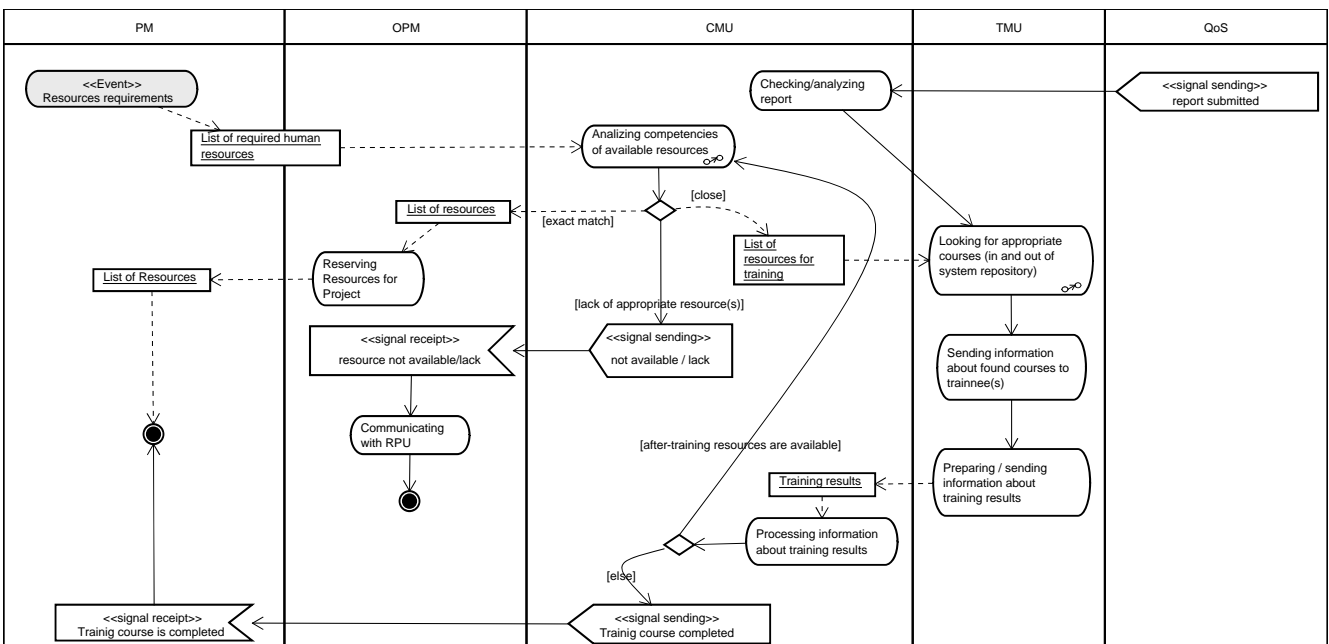 PM
OPM
CMU
TMU
QoS
<<Event>>
Resources requirements
Checking/analyzing
report
<<signal sending>>
report submitted
List of required human
resources
Analizing competencies
of available resources
[close]
List of resources
[exact match]
List of
resources for
training
Looking for appropriate
courses (in and out of
system repository)
List of Resources
Reserving
Resources for
Project
[lack of appropriate resource(s)]
<<signal receipt>>
resource not available/lack
<<signal sending>>
not available / lack
Sending information
about found courses to
trainnee(s)
Communicating
with RPU
[after-training resources are available]
Training results
Preparing / sending
information about
training results
Processing information
about training results
[else]
<<signal receipt>>
Trainig course is completed
<<signal sending>>
Trainig course completed